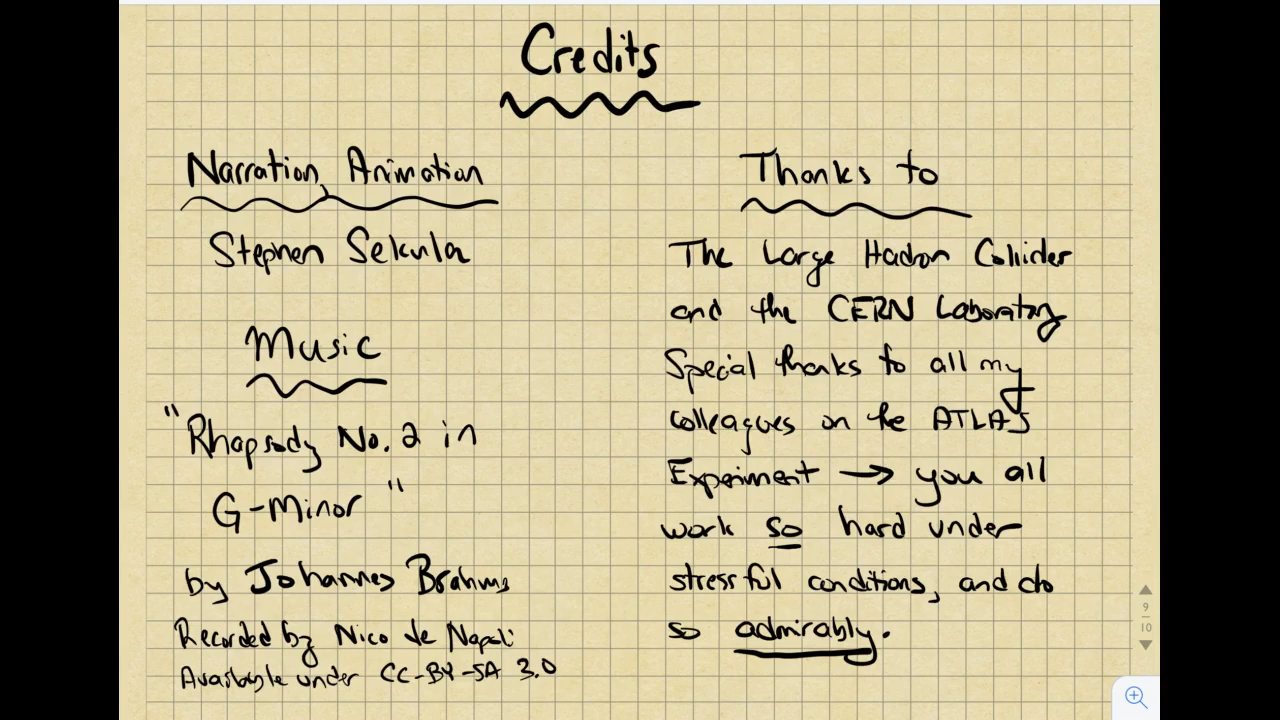 Credits
Narration, Animation
Stephen Sekula
Music
"Rhapsody No. 2 in
G-Minor"
by Johannes Brahms
Recorded by Nico de Napoli
Available under CC-BY-SA 3.0
Thanks to
The Large Hadron Collider
and the CERN Laboratory
Special thanks to all my
colleagues on the ATLAS
Experiment → you all
work so hard under
stressful conditions, and do
so admirably.
9
10